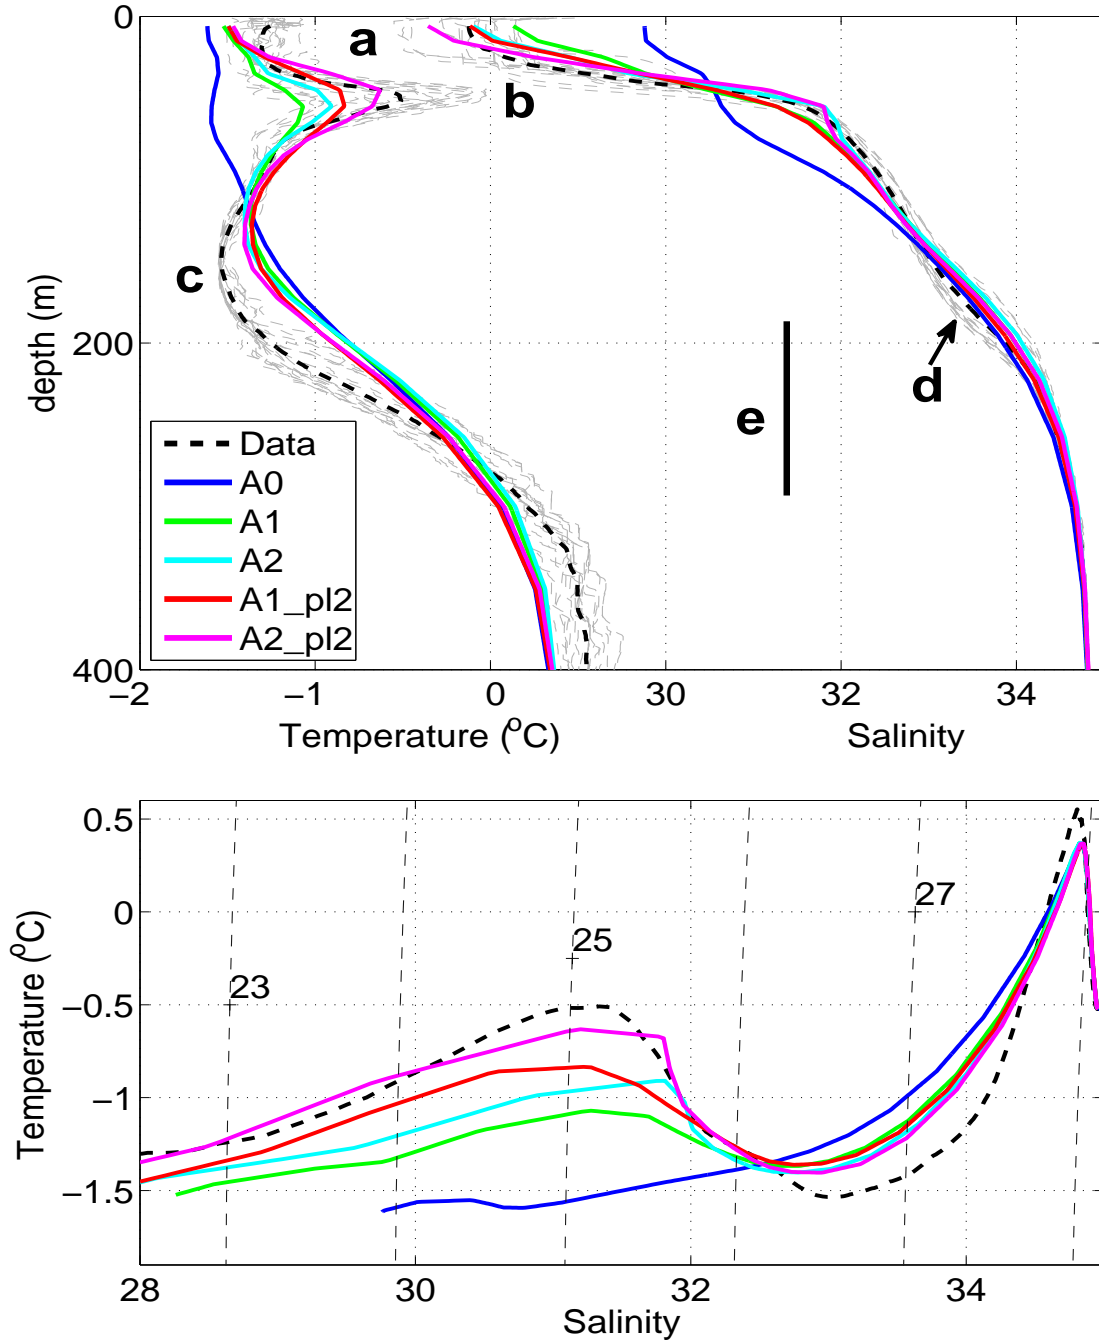 0
a
b
c
200
d
e
depth (m)
Data
A0
A1
A2
A1_pl2
A2_pl2
400
−2 −1 0 30 32 34
Temperature (°C) Salinity
0.5
0
−0.5
−1
−1.5
Temperature (°C)
23
25
27
28 30 32 34
Salinity